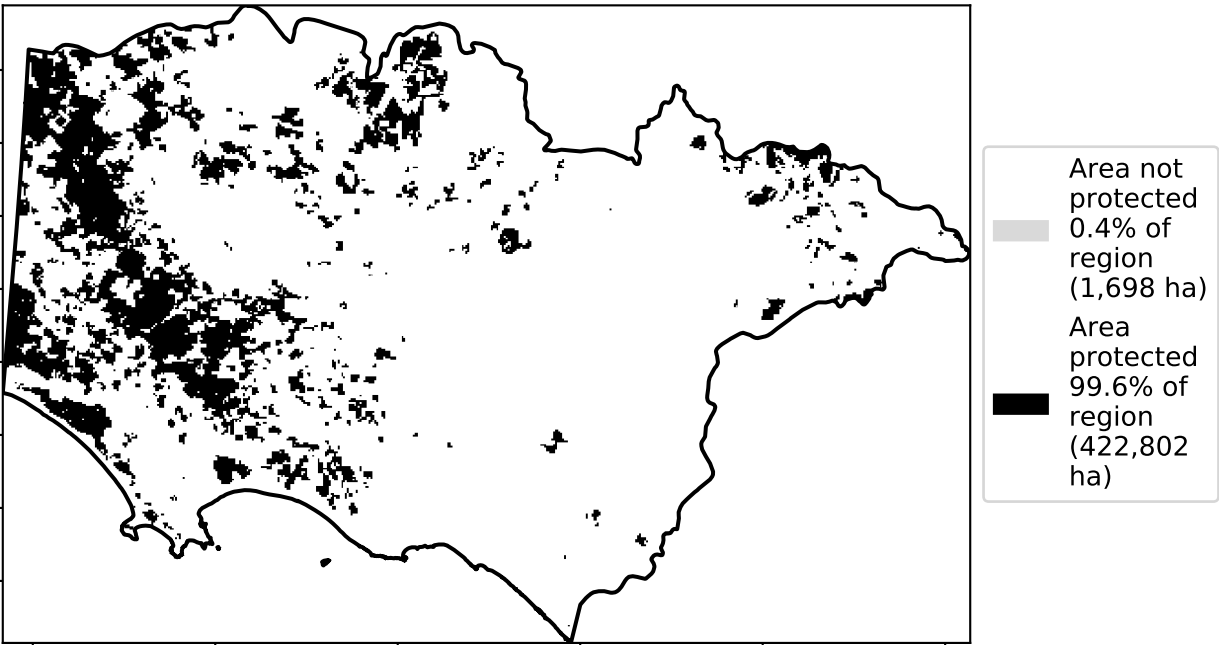 Area not
protected
0.4% of
region
(1,698 ha)
Area
protected
99.6% of
region
(422,802
ha)